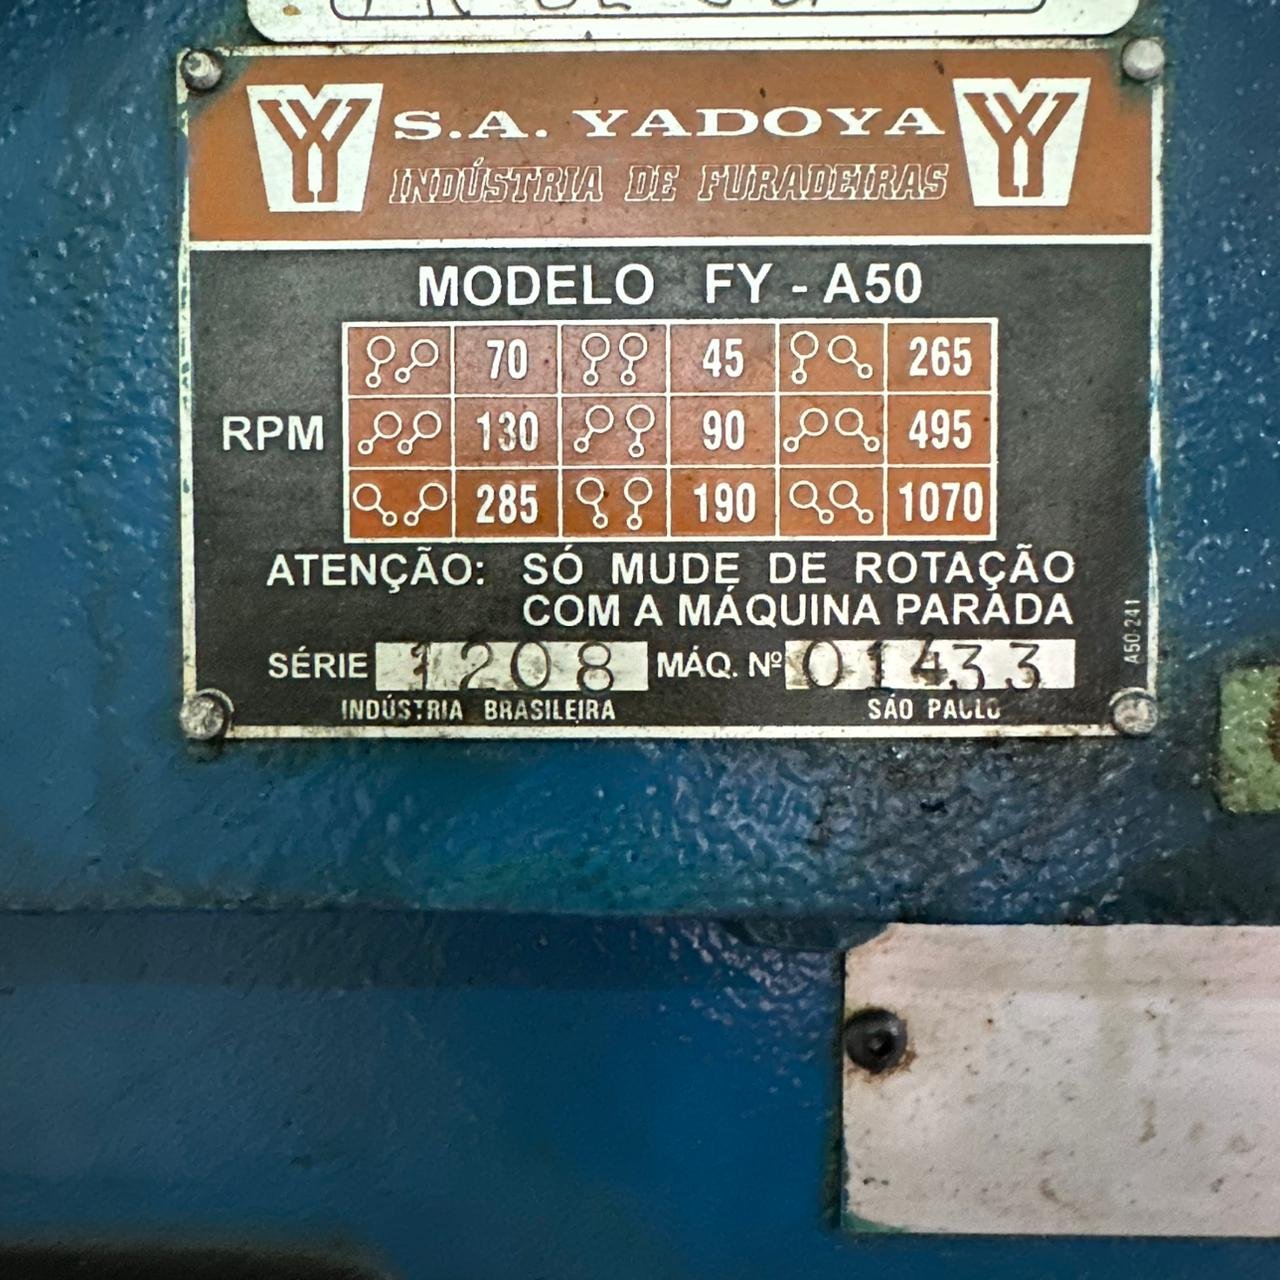 S.A. YADOYA
INDÚSTRIA DE FURADEIRAS
MODELO FY - A50
RPM
70 45 265
130 90 495
285 190 1070
ATENÇÃO: SÓ MUDE DE ROTAÇÃO
COM A MÁQUINA PARADA
SÉRIE 1208 MÁQ. Nº 01433
INDÚSTRIA BRASILEIRA SÃO PAULO
A50-241